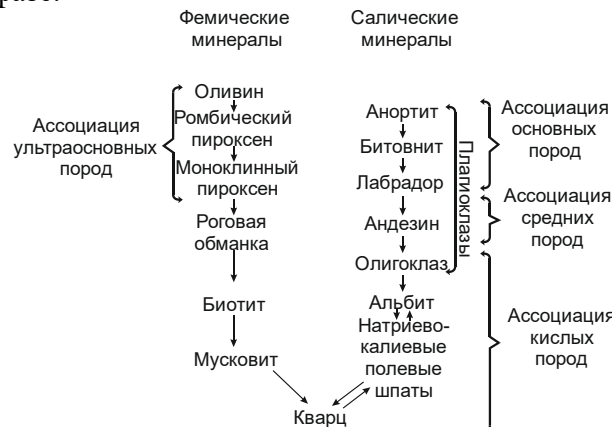 Фемические
минералы
Салические
минералы
Оливин
Ромбический
пироксен
Моноклинный
пироксен
Роговая
обманка
Биотит
Мусковит
Кварц
Ассоциация
ультраосновных
пород
Анортит
Битовнит
Лабрадор
Андезин
Олигоклаз
Альбит
Натриево-
калиевые
полевые
шпаты
Плагиоклазы
Ассоциация
основных
пород
Ассоциация
средних
пород
Ассоциация
кислых
пород